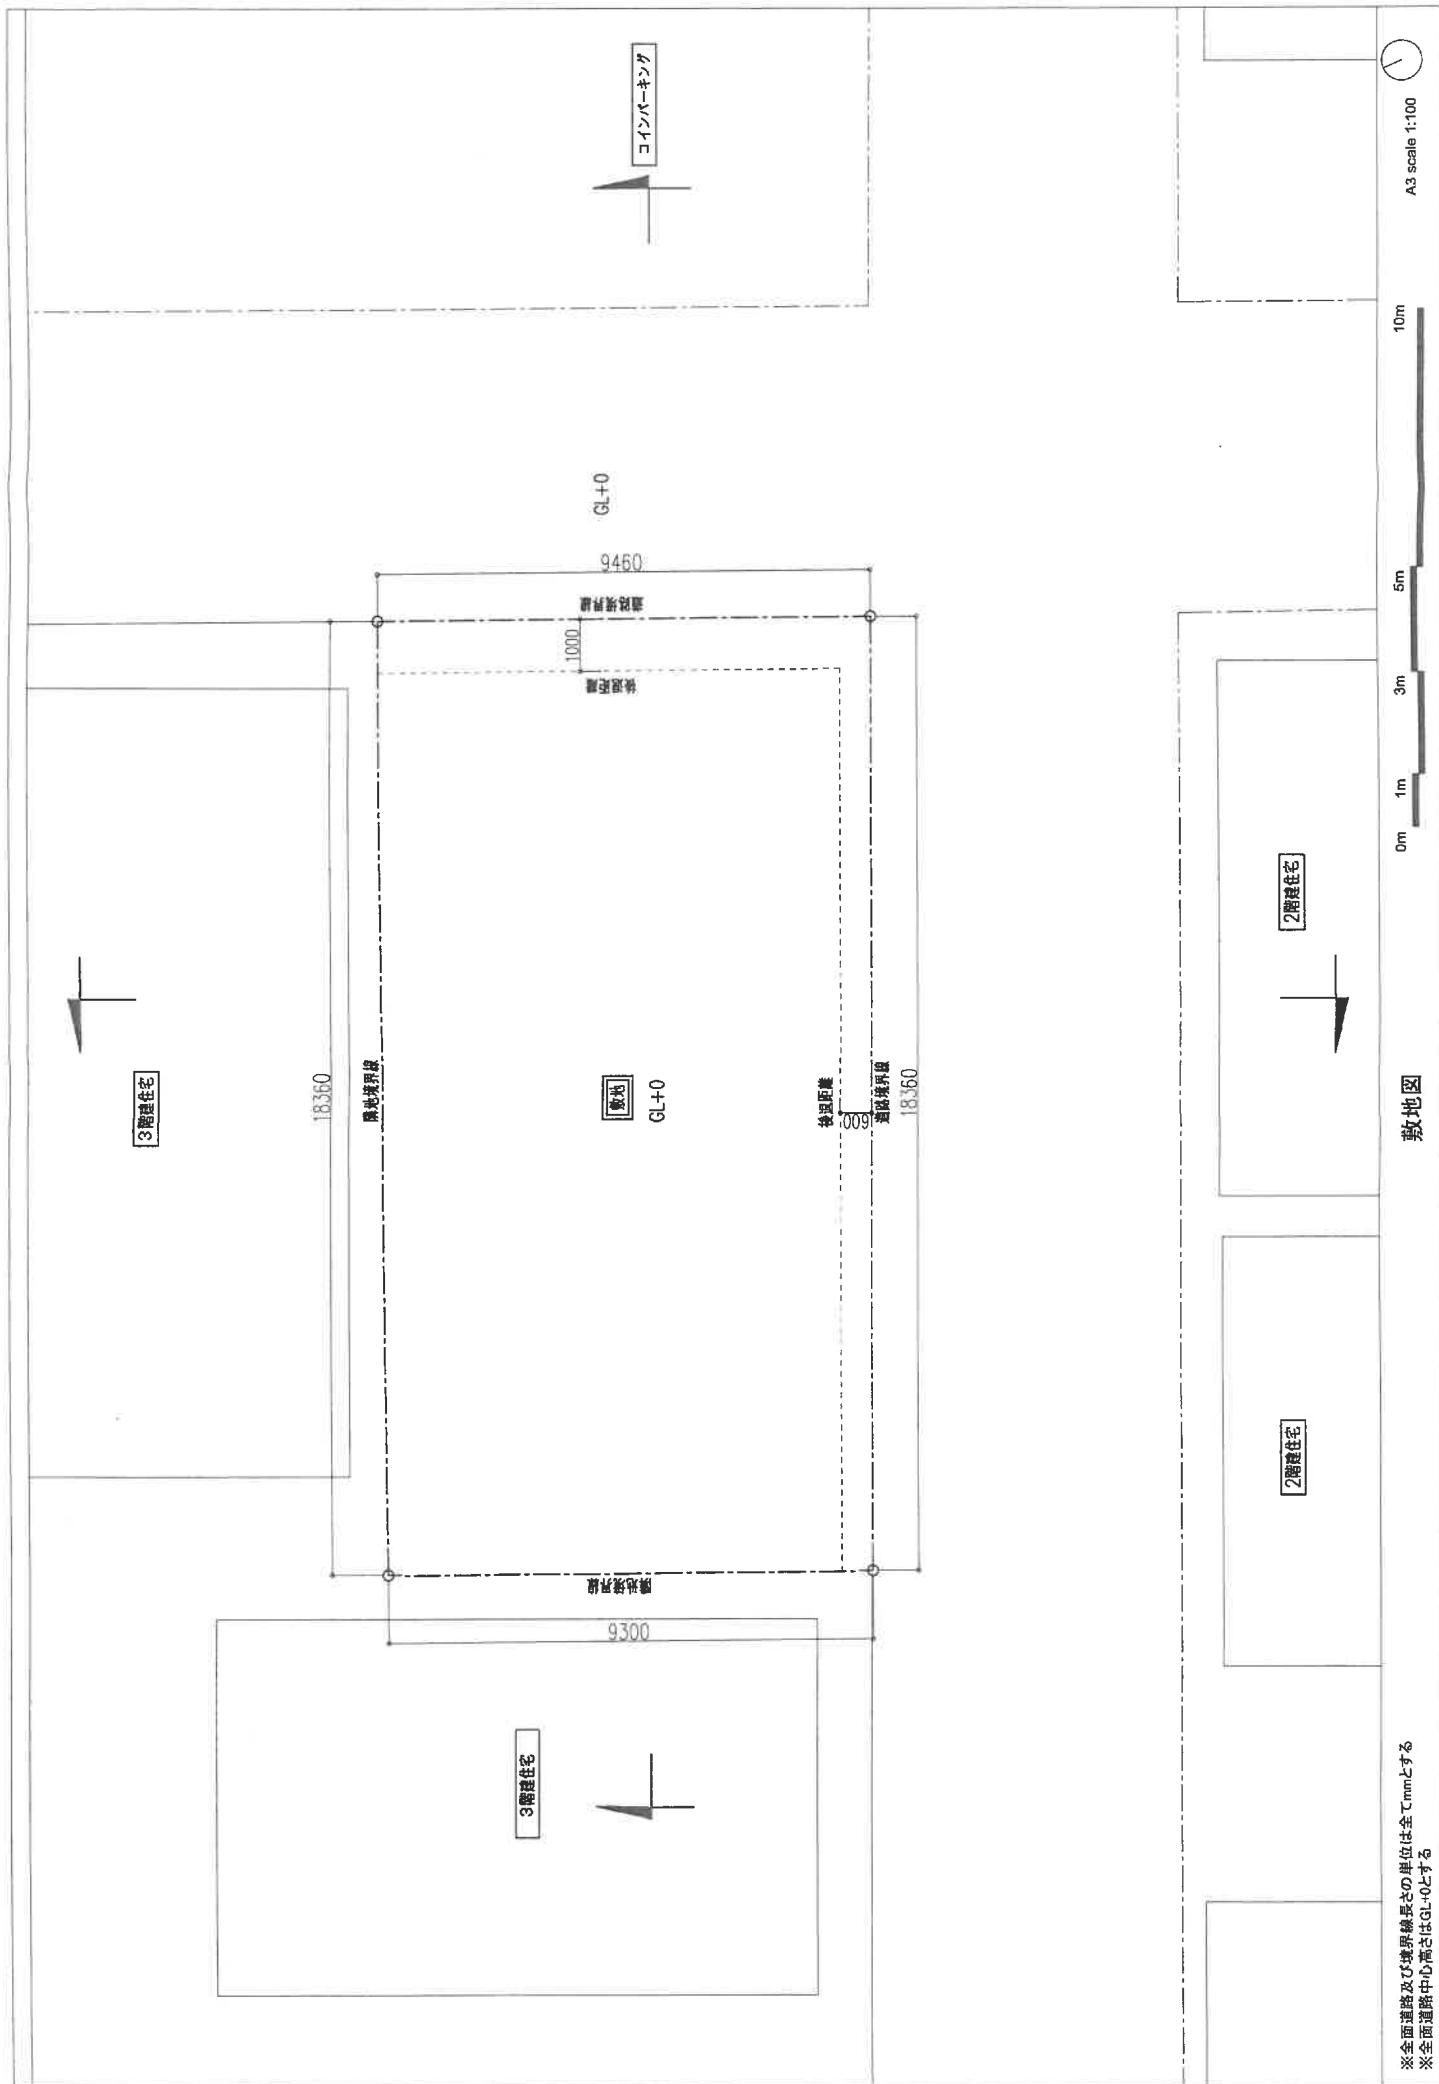 3階建住宅
18360
隣地境界線
コインパーキング
GL+0
9460
道路境界線
1000
後退距離
敷地
GL+0
後退距離
600
道路境界線
18360
隣地境界線
9300
3階建住宅
2階建住宅
2階建住宅
※全面道路及び境界線長さの単位は全てmmとする
※全面道路中心高さはGL+0とする
敷地図
0m
1m
3m
5m
10m
A3 scale 1:100